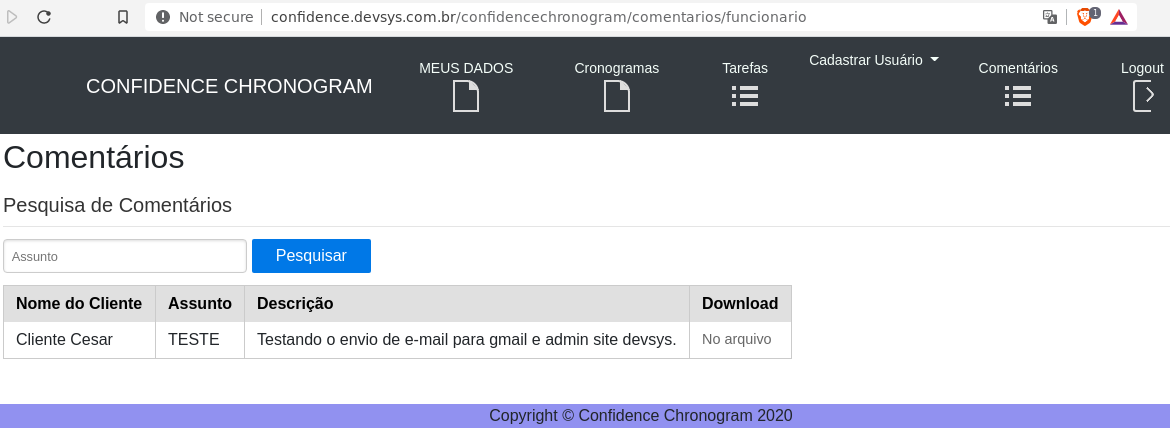 Not secure confidence.devsys.com.br/confidencechronogram/comentarios/funcionario 1
CONFIDENCE CHRONOGRAM MEUS DADOS Cronogramas Tarefas Cadastrar Usuário Comentários Logout
Comentários
Pesquisa de Comentários
Assunto Pesquisar
Nome do Cliente Assunto Descrição Download
Cliente Cesar TESTE Testando o envio de e-mail para gmail e admin site devsys. No arquivo
Copyright © Confidence Chronogram 2020